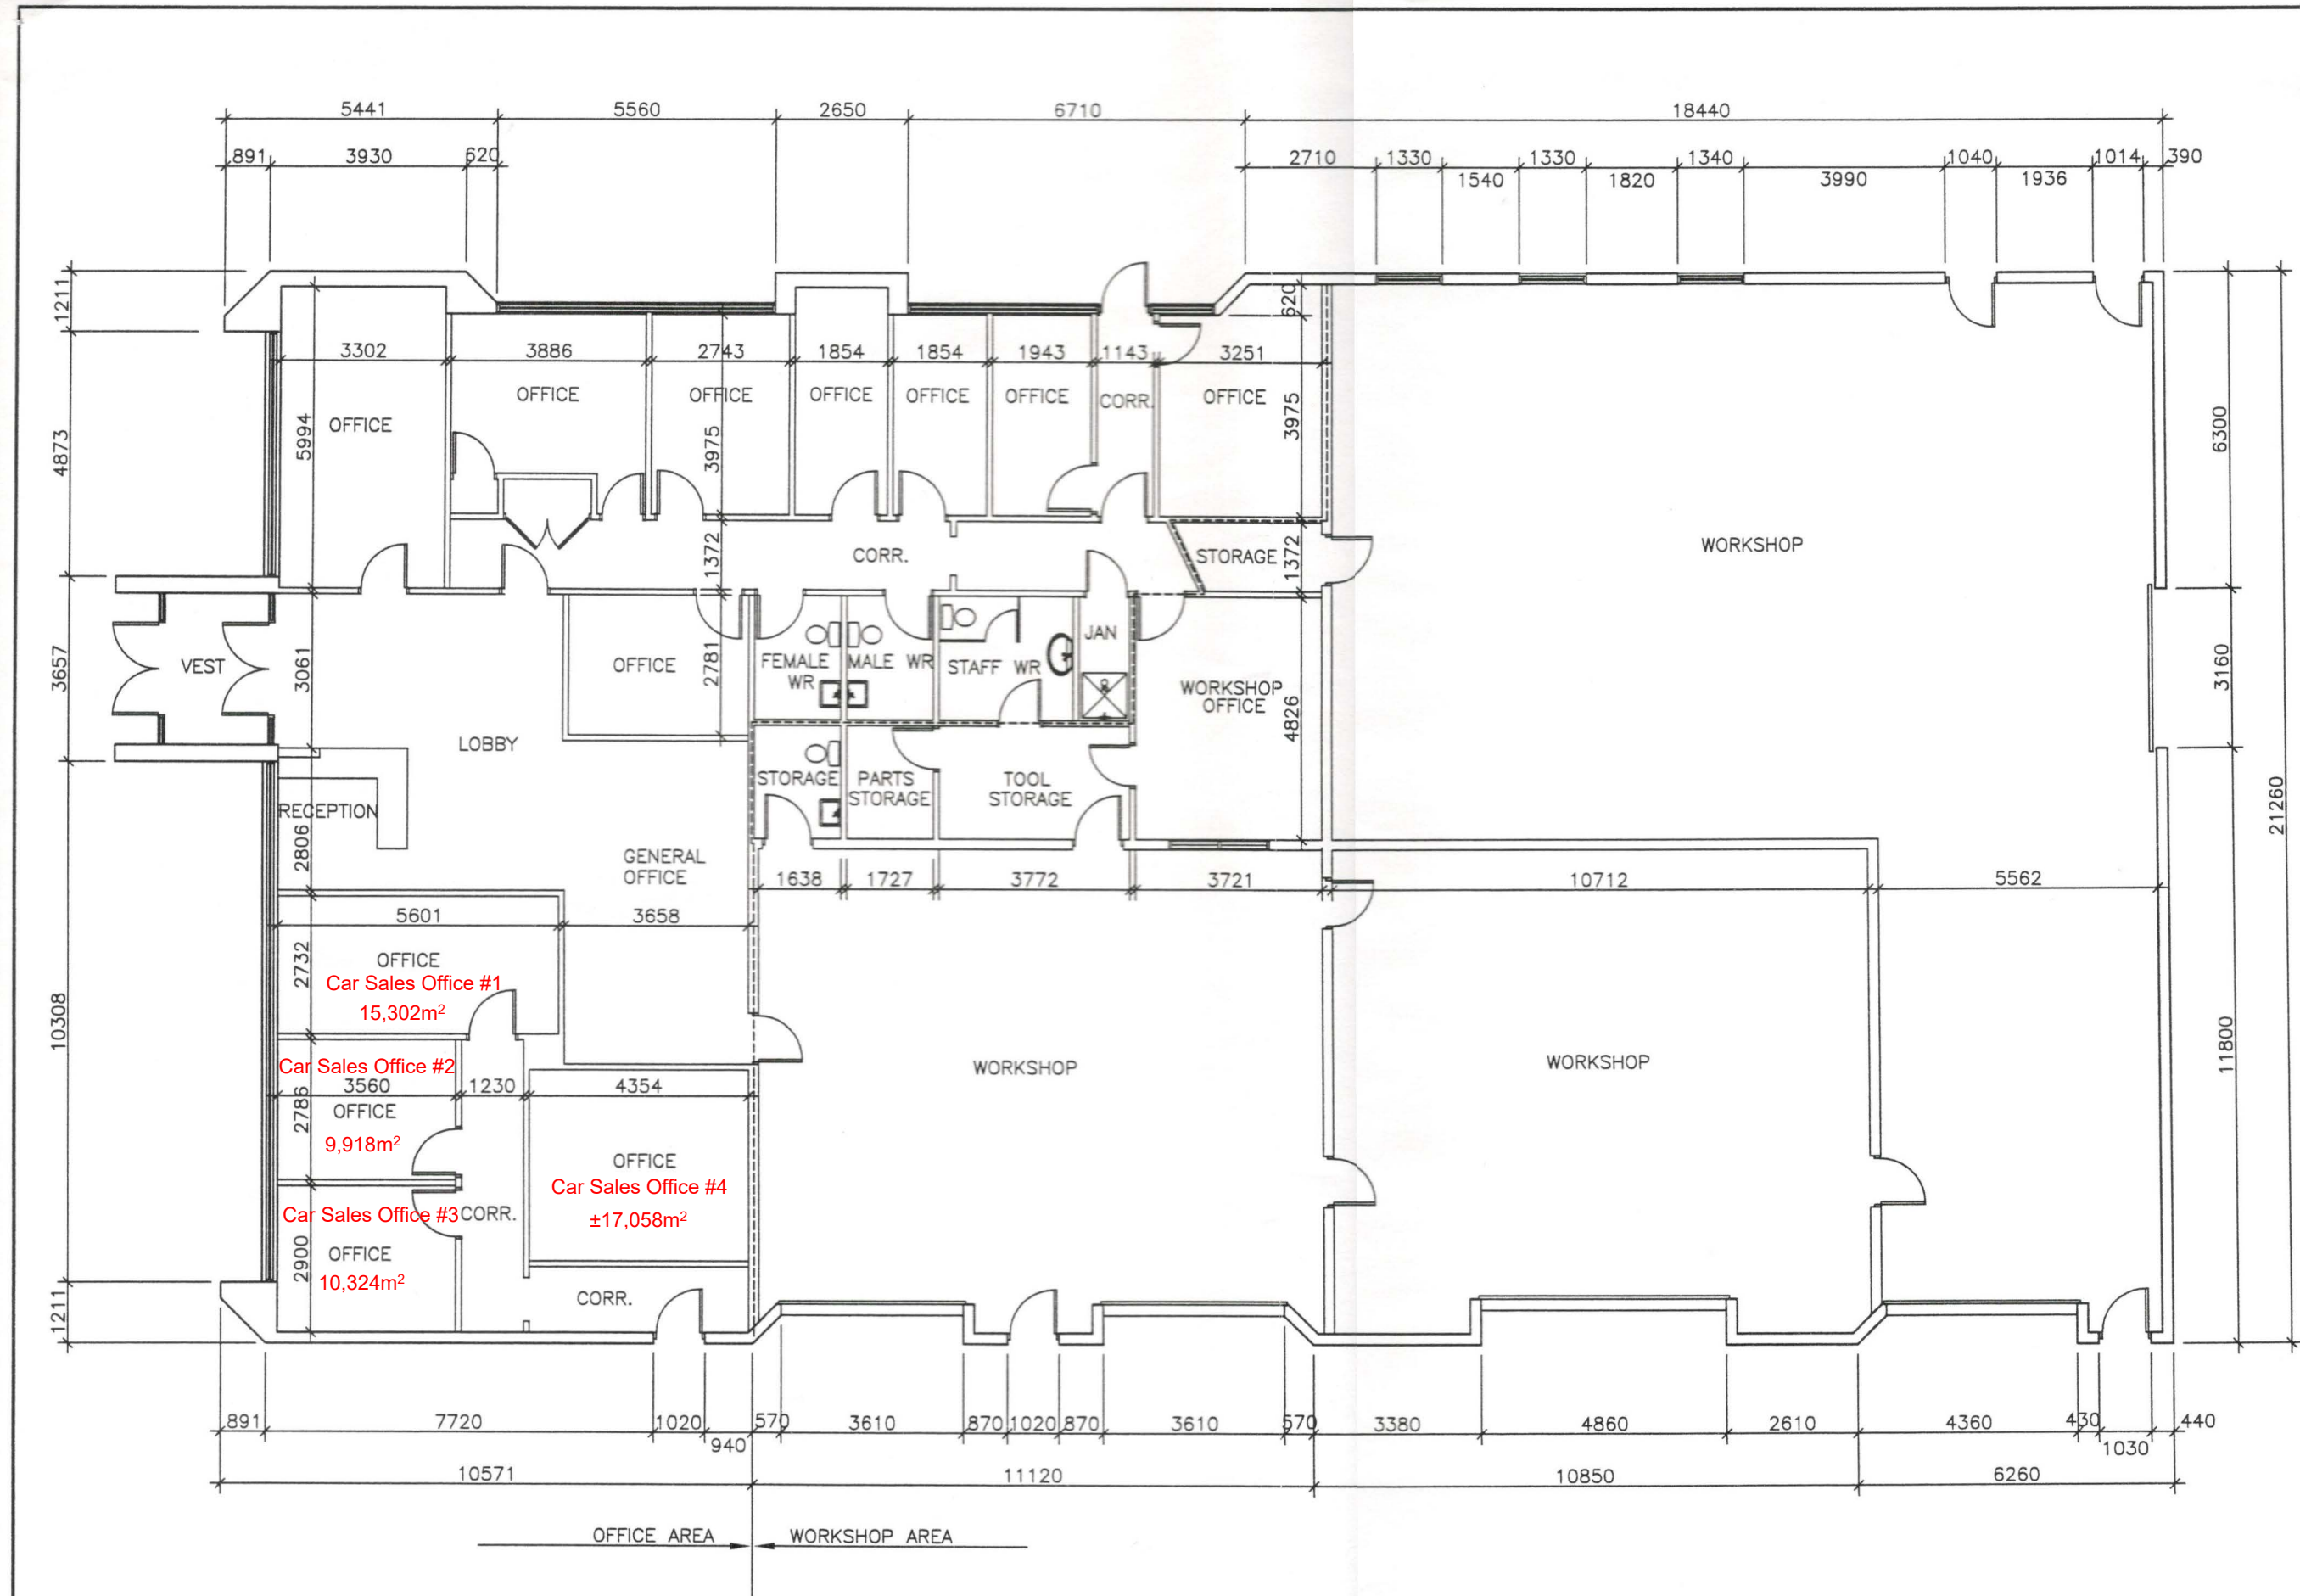 5441 5560 2650 6710 18440
891 3930 620 2710 1330 1330 1340 1040 1014 390
1540 1820 3990 1936
1211
620
3302 3886 2743 1854 1854 1943 1143 3251
OFFICE OFFICE OFFICE OFFICE OFFICE CORR. OFFICE
OFFICE
4873 5994 3975 3975 6300
CORR. STORAGE WORKSHOP
1372 1372
VEST OFFICE FEMALE WR MALE WR STAFF WR JAN
3657 3061 2781 3160
WORKSHOP OFFICE
4826
LOBBY
STORAGE PARTS STORAGE TOOL STORAGE
RECEPTION
2806 21260
GENERAL OFFICE
1638 1727 3772 3721 10712 5562
5601 3658
2732
OFFICE
Car Sales Office #1
15,302m²
10308 11800
Car Sales Office #2
3560 1230 4354
2786
OFFICE
9,918m²
WORKSHOP WORKSHOP
OFFICE
Car Sales Office #4
±17,058m²
Car Sales Office #3 CORR.
OFFICE
2900
10,324m²
CORR.
1211
891 7720 1020 570 3610 870 1020 870 3610 570 3380 4860 2610 4360 430 440
940 1030
10571 11120 10850 6260
OFFICE AREA WORKSHOP AREA